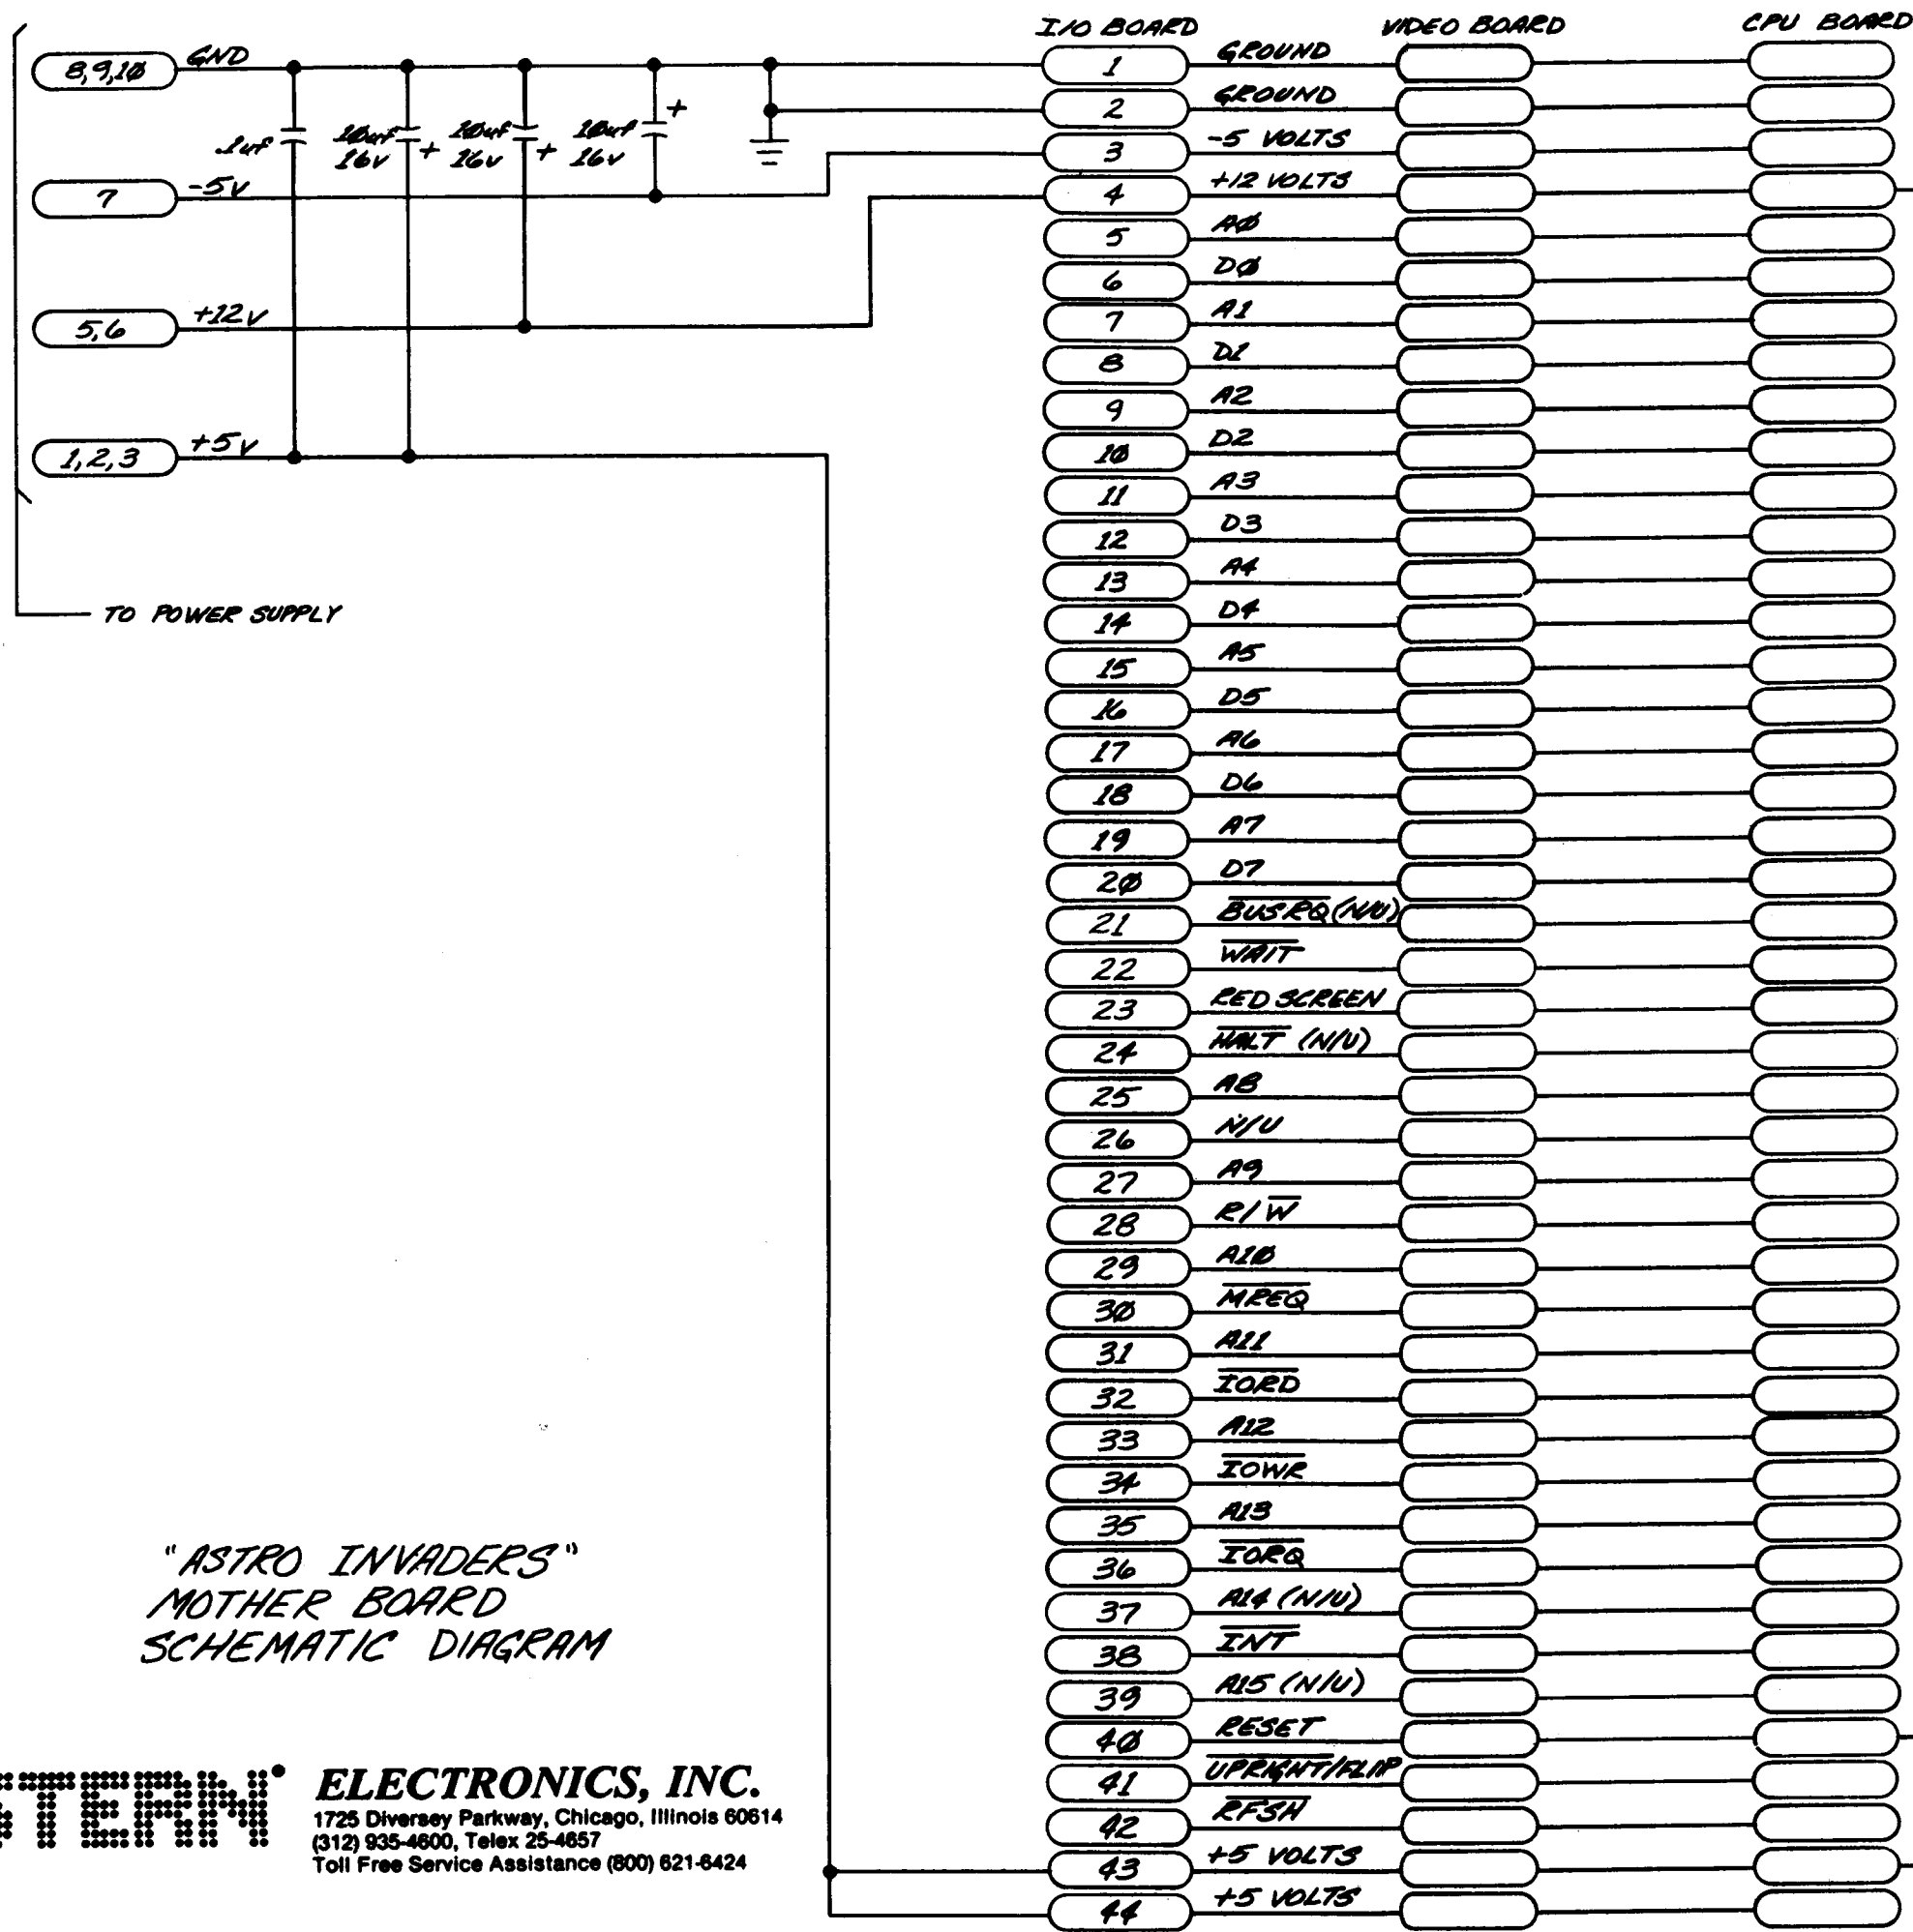 I/O BOARD VIDEO BOARD CPU BOARD
8,9,10 GND
.1uf 10uf 16v + 10uf 16v + 10uf 16v +
7 -5v
5,6 +12v
1,2,3 +5v
TO POWER SUPPLY
1 GROUND
2 GROUND
3 -5 VOLTS
4 +12 VOLTS
5 A0
6 D0
7 A1
8 D1
9 A2
10 D2
11 A3
12 D3
13 A4
14 D4
15 A5
16 D5
17 A6
18 D6
19 A7
20 D7
21 BUSRQ (N/U)
22 WAIT
23 RED SCREEN
24 HALT (N/U)
25 A8
26 N/U
27 A9
28 R/W
29 A10
30 MREQ
31 A11
32 IORD
33 A12
34 IOWR
35 A13
36 IORQ
37 A14 (N/U)
38 INT
39 A15 (N/U)
40 RESET
41 UPRIGHT/FLIP
42 RFSH
43 +5 VOLTS
44 +5 VOLTS
"ASTRO INVADERS"
MOTHER BOARD
SCHEMATIC DIAGRAM
STERN ELECTRONICS, INC.
1725 Diversey Parkway, Chicago, Illinois 60614
(312) 935-4600, Telex 25-4657
Toll Free Service Assistance (800) 621-6424